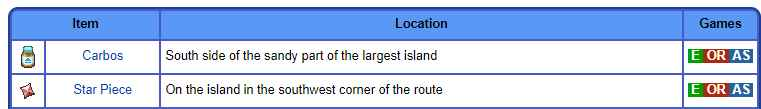 Item Location Games
Carbos South side of the sandy part of the largest island E OR AS
Star Piece On the island in the southwest corner of the route E OR AS